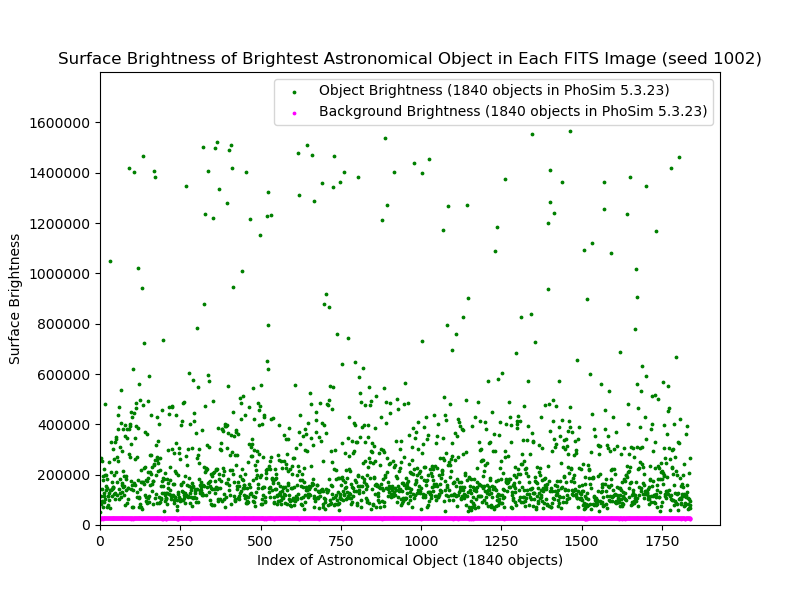 Surface Brightness of Brightest Astronomical Object in Each FITS Image (seed 1002)
Object Brightness (1840 objects in PhoSim 5.3.23)
Background Brightness (1840 objects in PhoSim 5.3.23)
Surface Brightness
1600000
1400000
1200000
1000000
800000
600000
400000
200000
0
0 250 500 750 1000 1250 1500 1750
Index of Astronomical Object (1840 objects)